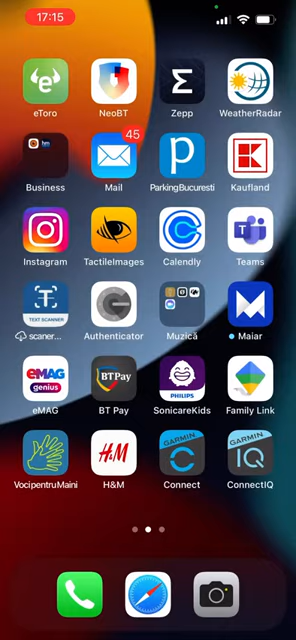 17:15
eToro NeoBT Zepp WeatherRadar
45
Business Mail ParkingBucuresti Kaufland
Instagram TactileImages Calendly Teams
TEXT SCANNER
scaner... Authenticator Muzică Maiar
eMAG
genius
BT Pay
PHILIPS
eMAG BT Pay SonicareKids Family Link
H&M
GARMIN
GARMIN
IQ
VocipentruMaini H&M Connect ConnectIQ